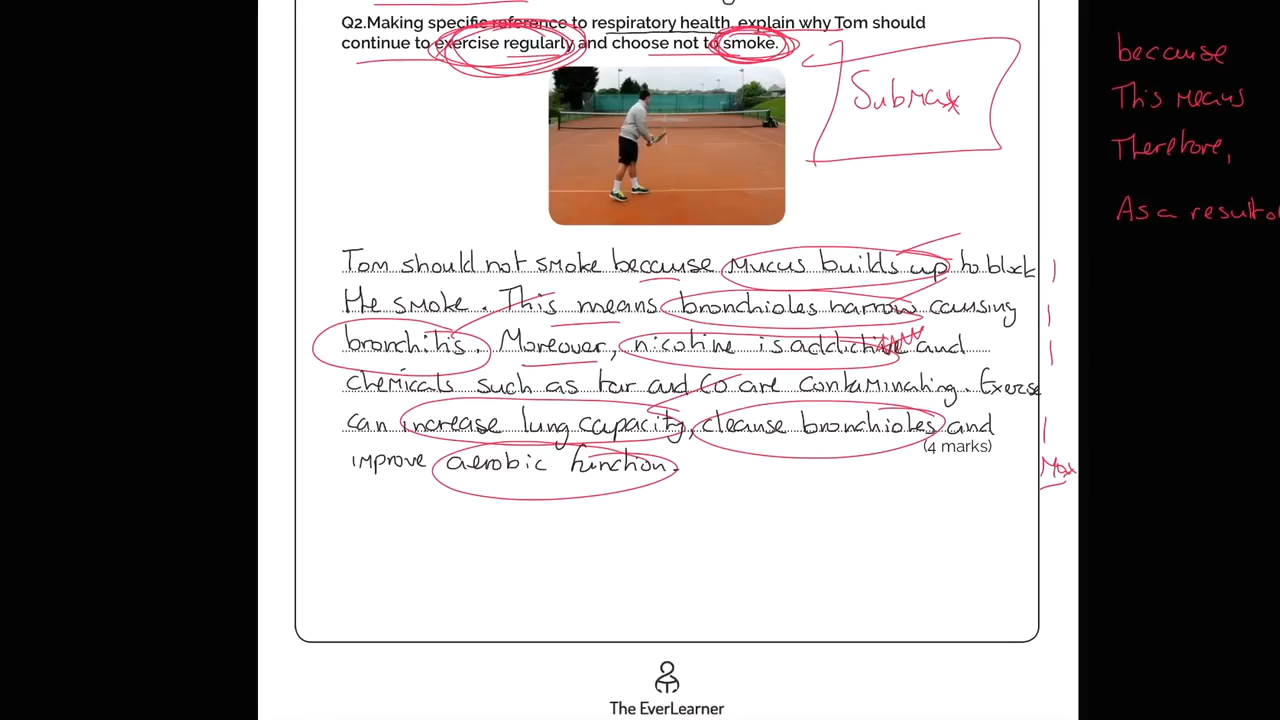 Q2.Making specific reference to respiratory health, explain why Tom should
continue to exercise regularly and choose not to smoke.
Submax
because
This means
Therefore,
As a result o
Tom should not smoke because Mucus builds up to block
the smoke. This means bronchioles narrow causing
bronchitis. Moreover, nicotine is addictive and
chemicals such as tar and Co are contaminating. Exercise
can increase lung capacity, cleanse bronchioles and
(4 marks)
improve aerobic function.
Max
The EverLearner